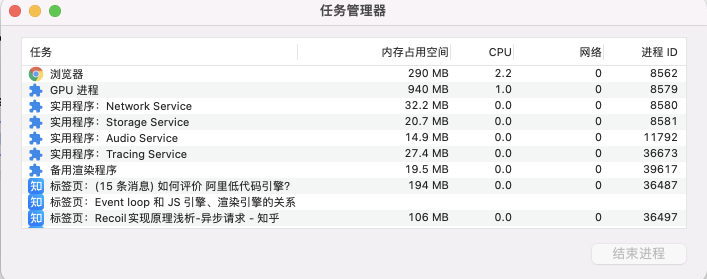 任务管理器
任务 内存占用空间 CPU 网络 进程 ID
浏览器 290 MB 2.2 0 8562
GPU 进程 940 MB 1.0 0 8579
实用程序：Network Service 32.2 MB 0.0 0 8580
实用程序：Storage Service 20.7 MB 0.0 0 8581
实用程序：Audio Service 14.9 MB 0.0 0 11792
实用程序：Tracing Service 27.4 MB 0.0 0 36673
备用渲染程序 19.5 MB 0.0 0 39617
标签页：(15 条消息) 如何评价 阿里低代码引擎? 194 MB 0.0 0 36487
标签页：Event loop 和 JS 引擎、渲染引擎的关系
标签页：Recoil实现原理浅析-异步请求 - 知乎 106 MB 0.0 0 36497
结束进程